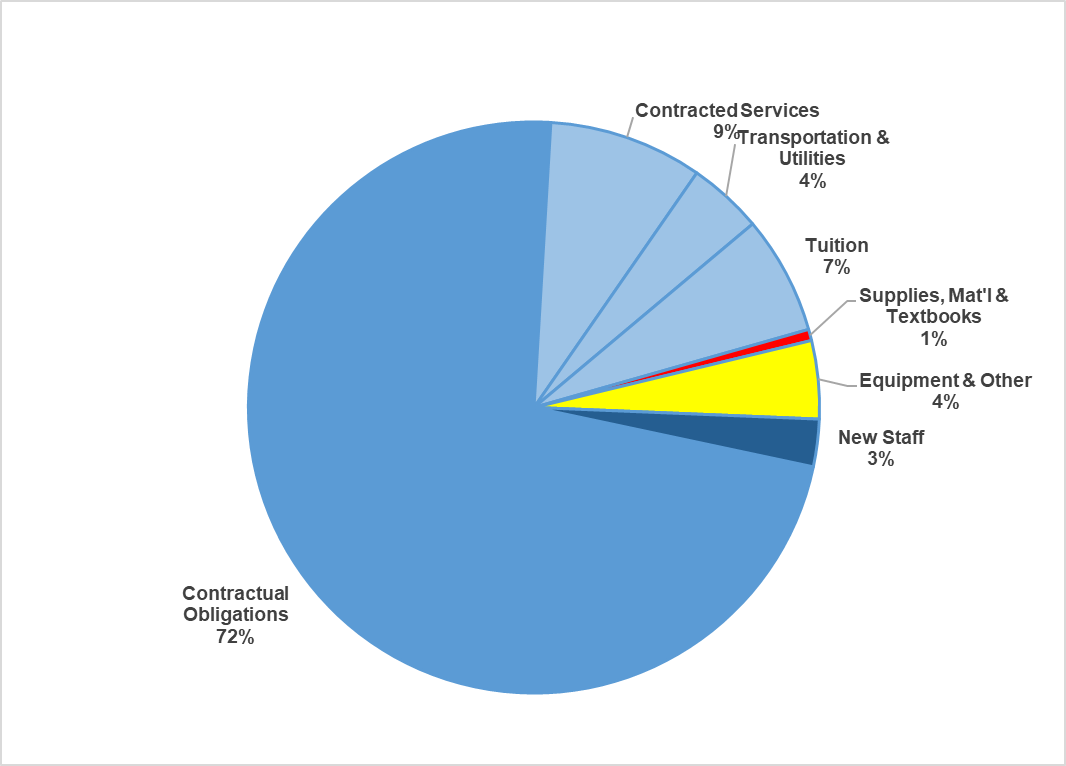 Contracted Services
9%
Transportation &
Utilities
4%
Tuition
7%
Supplies, Mat'l &
Textbooks
1%
Equipment & Other
4%
New Staff
3%
Contractual
Obligations
72%